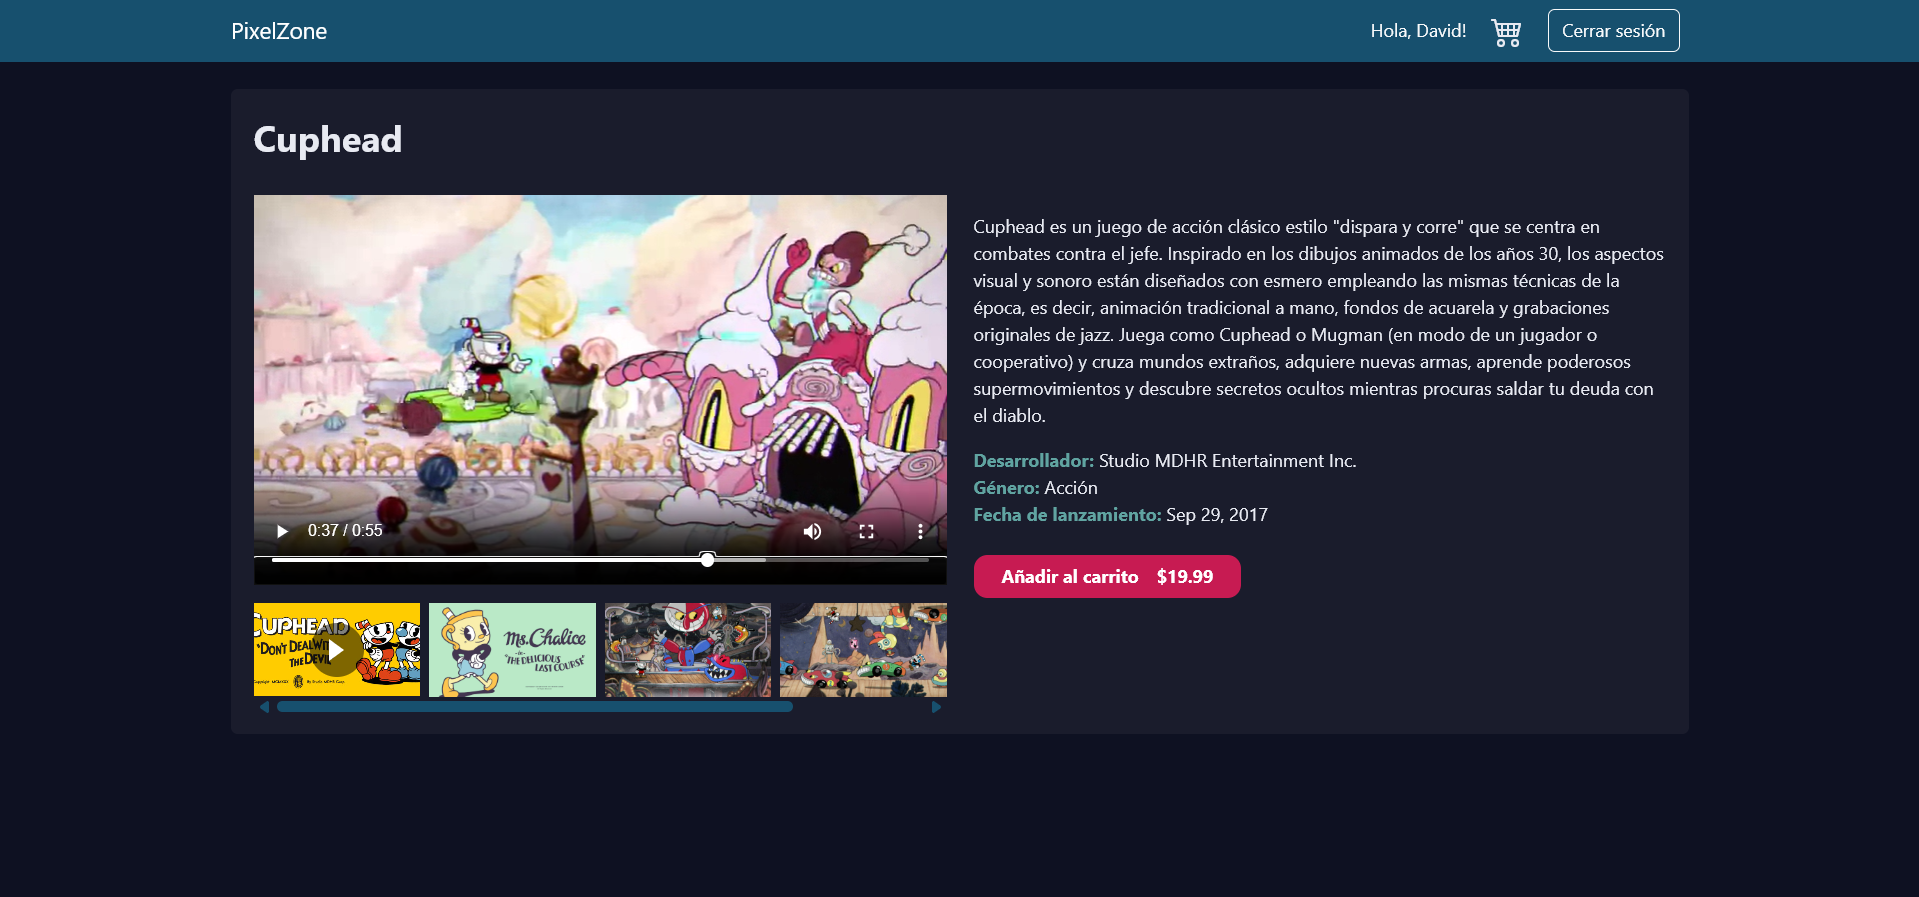 PixelZone
Hola, David!
Cerrar sesión
Cuphead
Cuphead es un juego de acción clásico estilo "dispara y corre" que se centra en
combates contra el jefe. Inspirado en los dibujos animados de los años 30, los aspectos
visual y sonoro están diseñados con esmero empleando las mismas técnicas de la
época, es decir, animación tradicional a mano, fondos de acuarela y grabaciones
originales de jazz. Juega como Cuphead o Mugman (en modo de un jugador o
cooperativo) y cruza mundos extraños, adquiere nuevas armas, aprende poderosos
supermovimientos y descubre secretos ocultos mientras procuras saldar tu deuda con
el diablo.
Desarrollador: Studio MDHR Entertainment Inc.
Género: Acción
Fecha de lanzamiento: Sep 29, 2017
Añadir al carrito $19.99
0:37 / 0:55
CUPHEAD
"DON'T DEAL WITH
THE DEVIL
Ms. Chalice
-in-
"THE DELICIOUS
LAST COURSE"